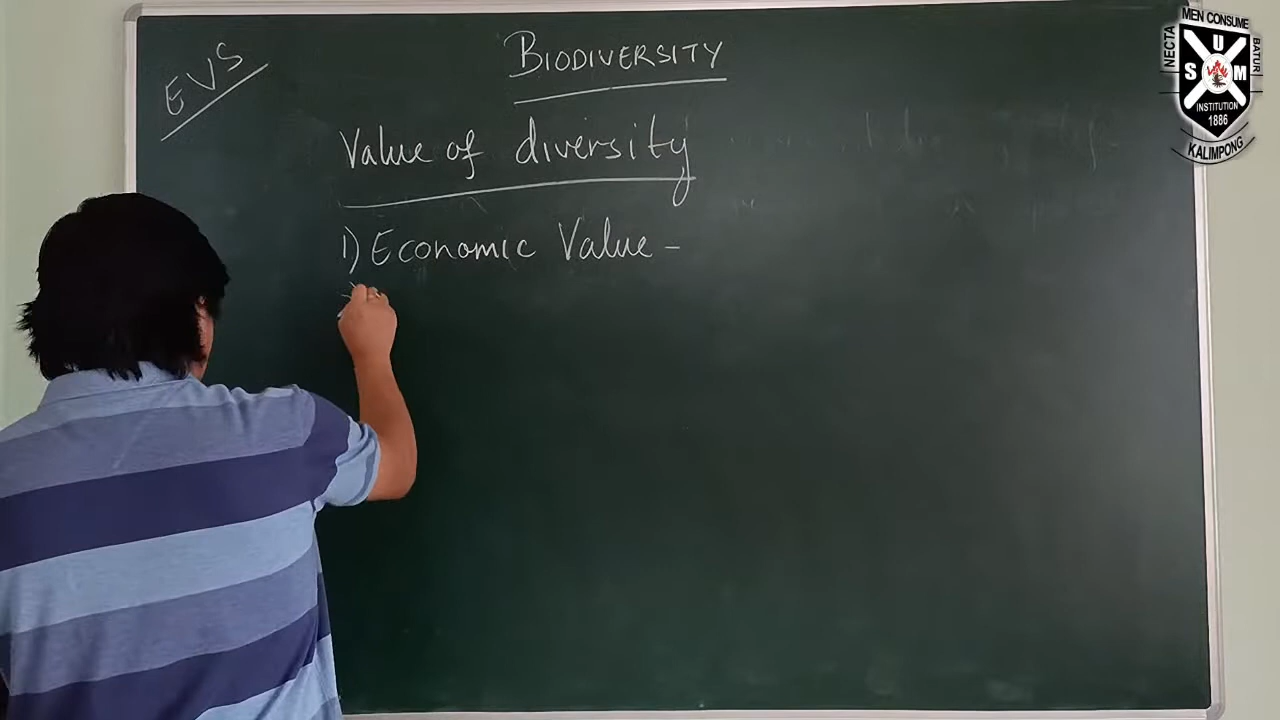 EVS
BIODIVERSITY
Value of diversity
1) Economic Value -
NECTA
MEN CONSUME
BATUR
S U M
INSTITUTION
1886
KALIMPONG